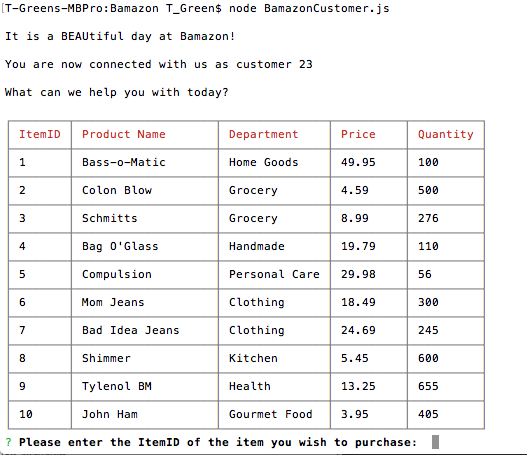 T-Greens-MBPro:Bamazon T_Green$ node BamazonCustomer.js
It is a BEAUtiful day at Bamazon!
You are now connected with us as customer 23
What can we help you with today?
ItemID Product Name Department Price Quantity
1 Bass-o-Matic Home Goods 49.95 100
2 Colon Blow Grocery 4.59 500
3 Schmitts Grocery 8.99 276
4 Bag O'Glass Handmade 19.79 110
5 Compulsion Personal Care 29.98 56
6 Mom Jeans Clothing 18.49 300
7 Bad Idea Jeans Clothing 24.69 245
8 Shimmer Kitchen 5.45 600
9 Tylenol BM Health 13.25 655
10 John Ham Gourmet Food 3.95 405
? Please enter the ItemID of the item you wish to purchase: